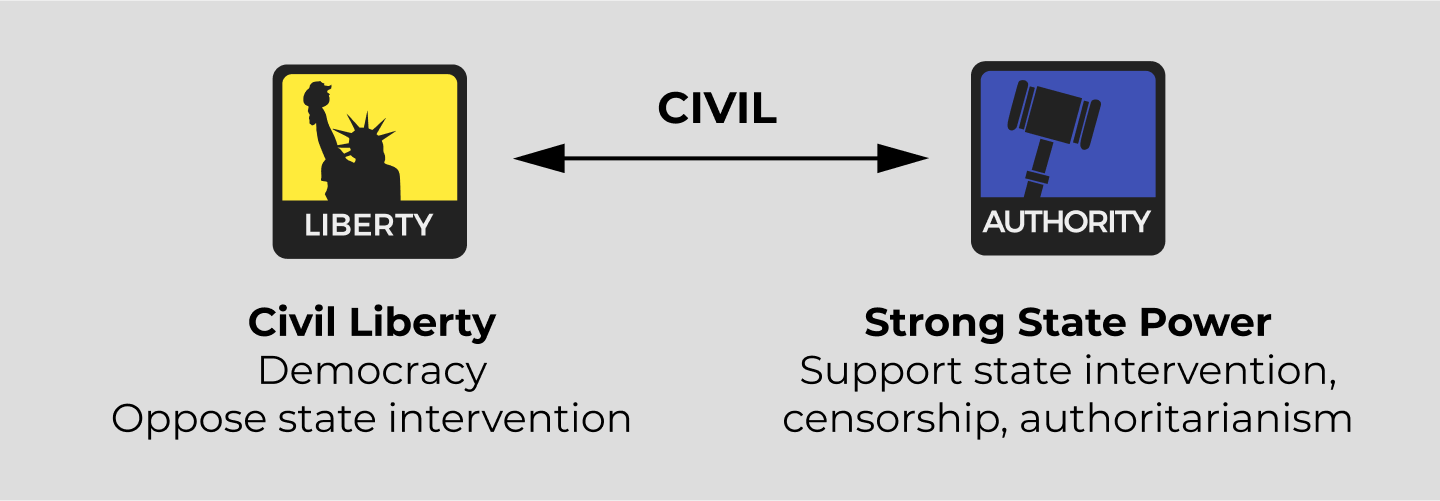 CIVIL
LIBERTY
AUTHORITY
Civil Liberty
Democracy
Oppose state intervention
Strong State Power
Support state intervention,
censorship, authoritarianism